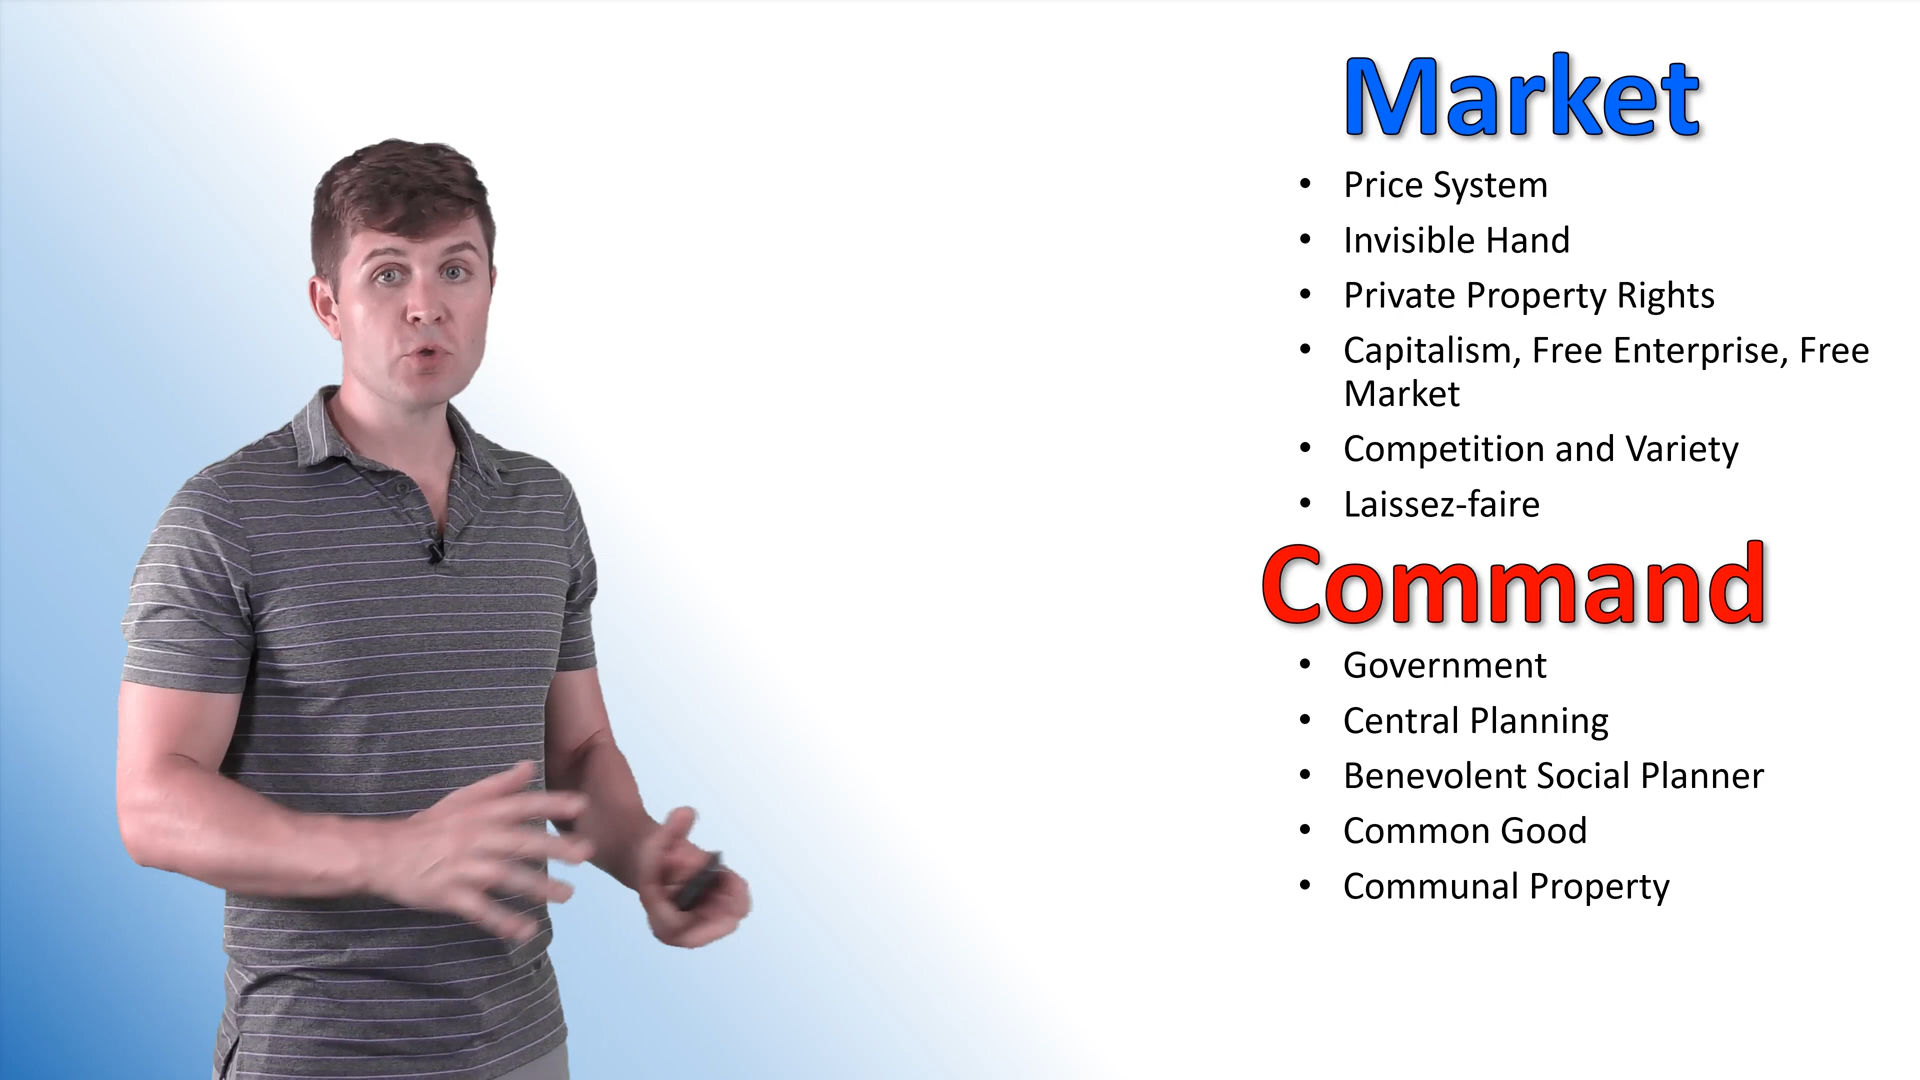 Market
• Price System
• Invisible Hand
• Private Property Rights
• Capitalism, Free Enterprise, Free
Market
• Competition and Variety
• Laissez-faire
Command
• Government
• Central Planning
• Benevolent Social Planner
• Common Good
• Communal Property